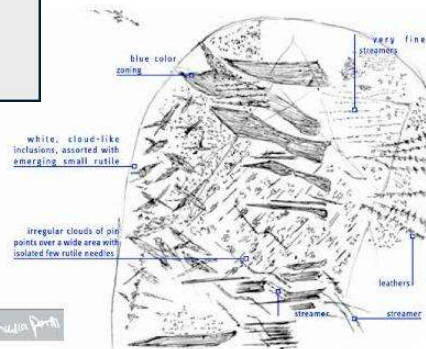 very fine
streamers
blue color
zoning
white, cloud-like
inclusions, assorted with
emerging small rutile
irregular clouds of pin
points over a wide area with
isolated few rutile needles
leathers
streamer
streamer